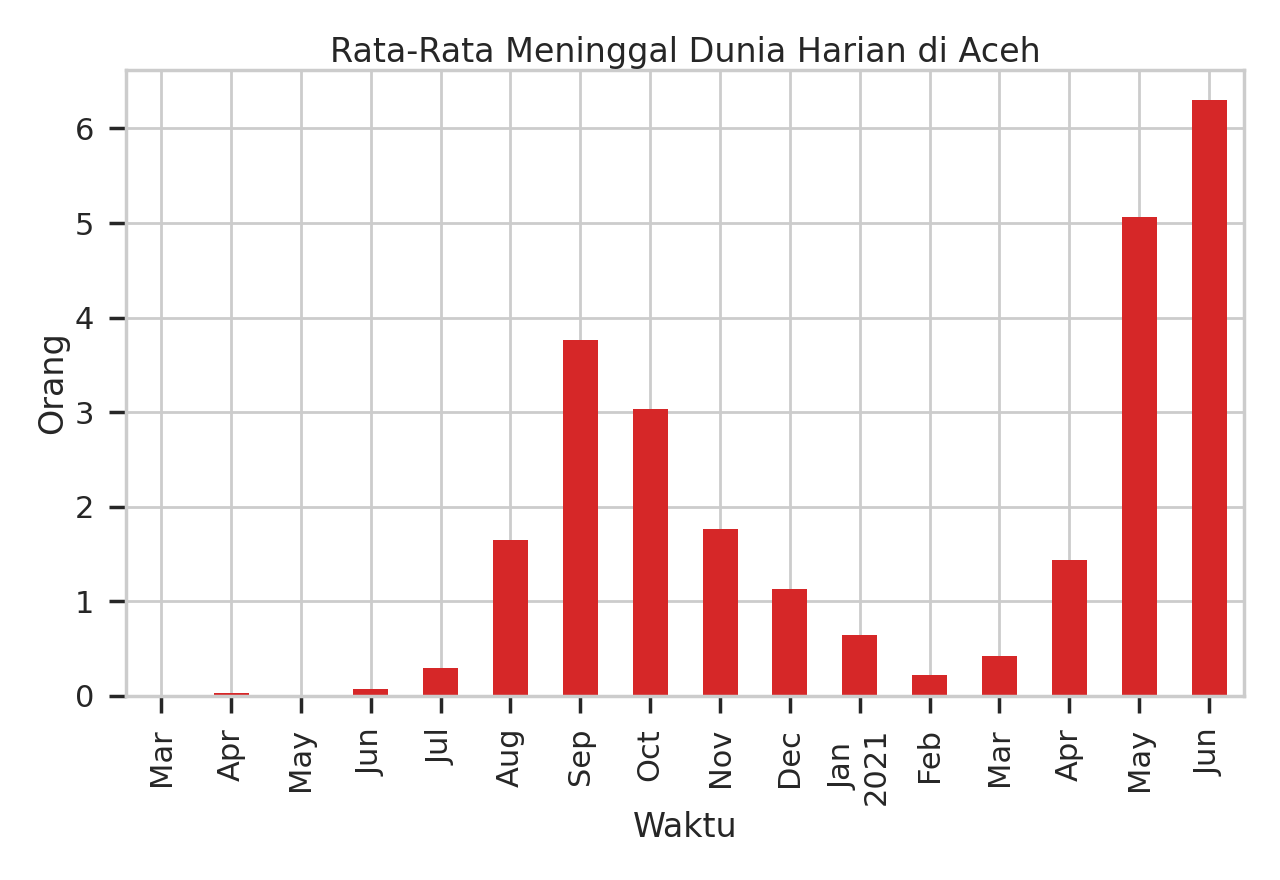 Rata-Rata Meninggal Dunia Harian di Aceh
Orang
6
5
4
3
2
1
0
Mar
Apr
May
Jun
Jul
Aug
Sep
Oct
Nov
Dec
Jan
2021
Feb
Mar
Apr
May
Jun
Waktu